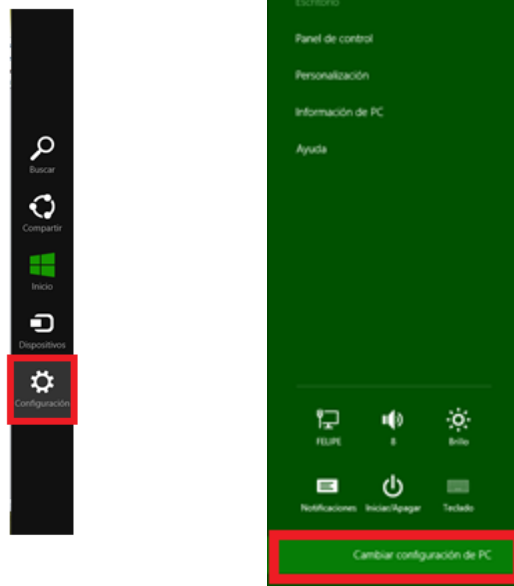 Buscar
Compartir
Inicio
Dispositivos
Configuración
Escritorio
Panel de control
Personalización
Información de PC
Ayuda
FELIPE
8
Brillo
Notificaciones
Iniciar/Apagar
Teclado
Cambiar configuración de PC